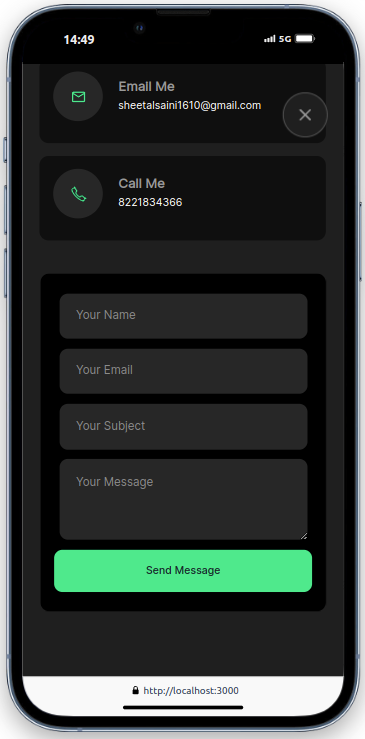 14:49
5G
Email Me
sheetalsaini1610@gmail.com
Call Me
8221834366
Your Name
Your Email
Your Subject
Your Message
Send Message
http://localhost:3000